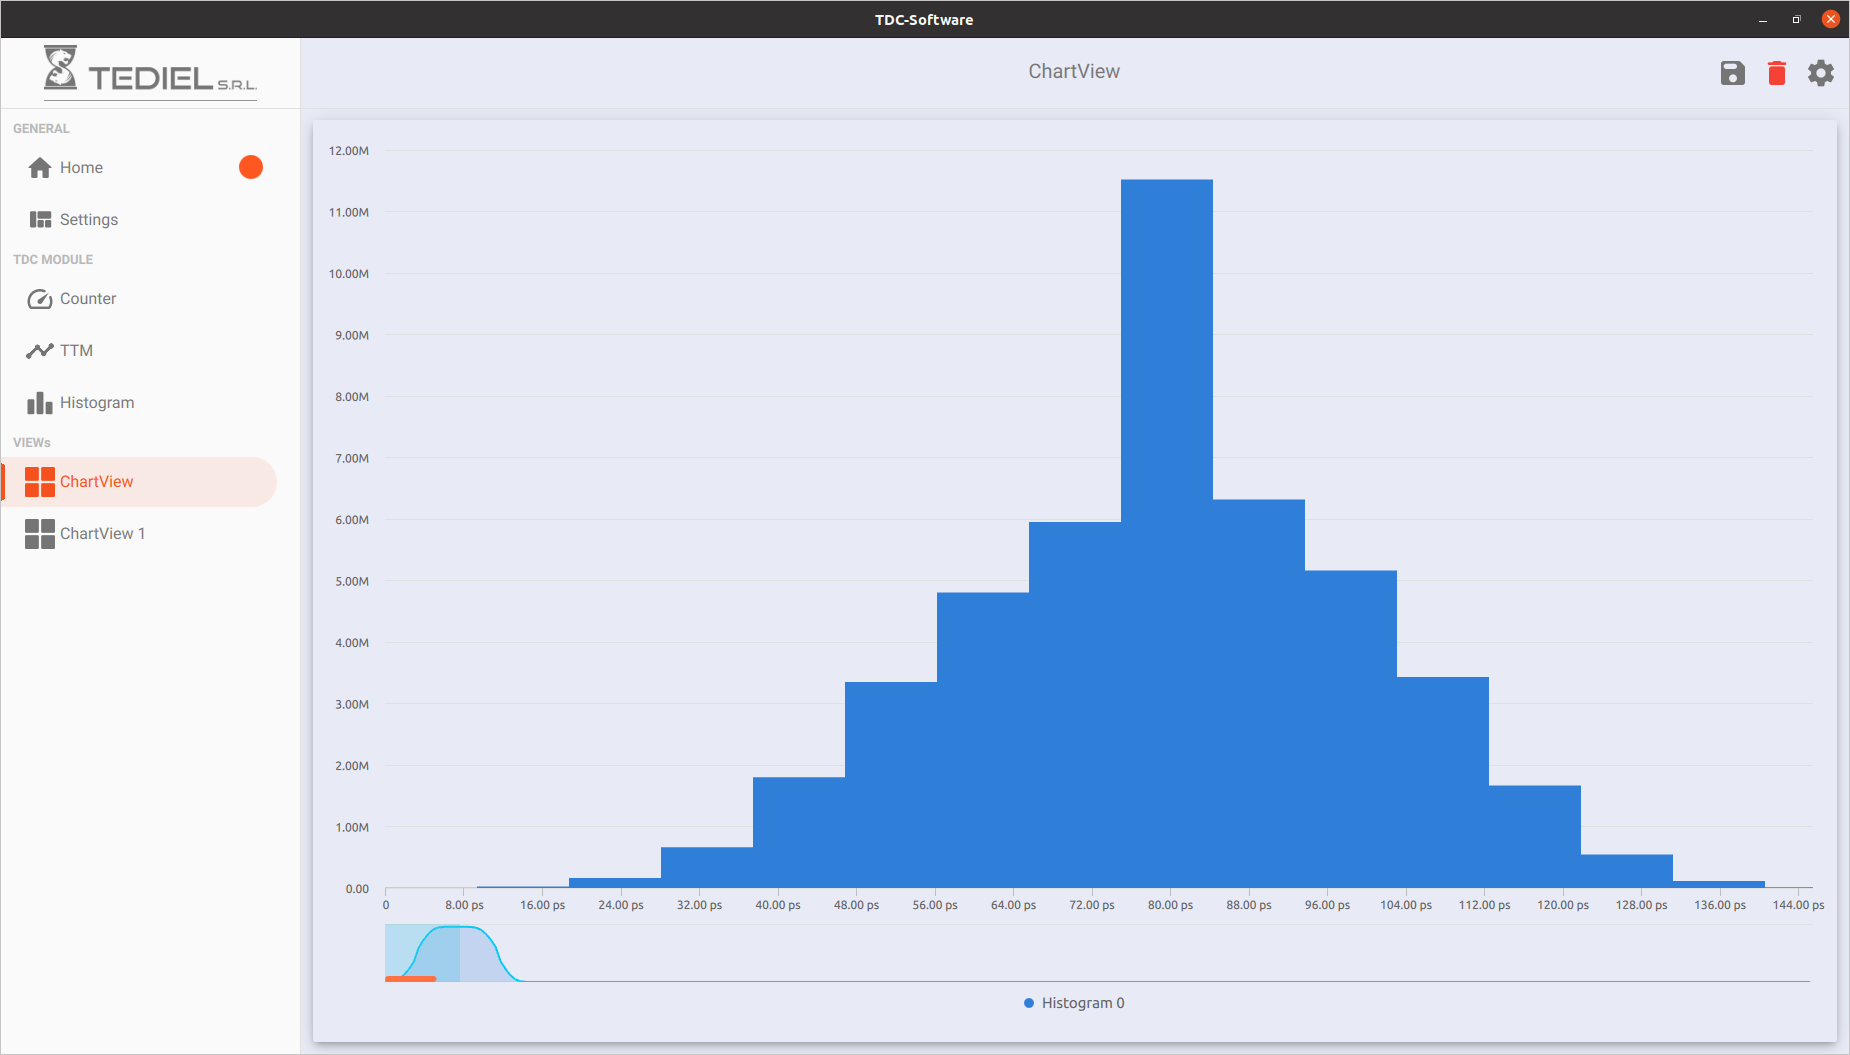 TDC-Software
TEDIEL S.R.L.
ChartView
GENERAL
Home
Settings
TDC MODULE
Counter
TTM
Histogram
VIEWs
ChartView
ChartView 1
12.00M
11.00M
10.00M
9.00M
8.00M
7.00M
6.00M
5.00M
4.00M
3.00M
2.00M
1.00M
0.00
0 8.00 ps 16.00 ps 24.00 ps 32.00 ps 40.00 ps 48.00 ps 56.00 ps 64.00 ps 72.00 ps 80.00 ps 88.00 ps 96.00 ps 104.00 ps 112.00 ps 120.00 ps 128.00 ps 136.00 ps 144.00 ps
Histogram 0